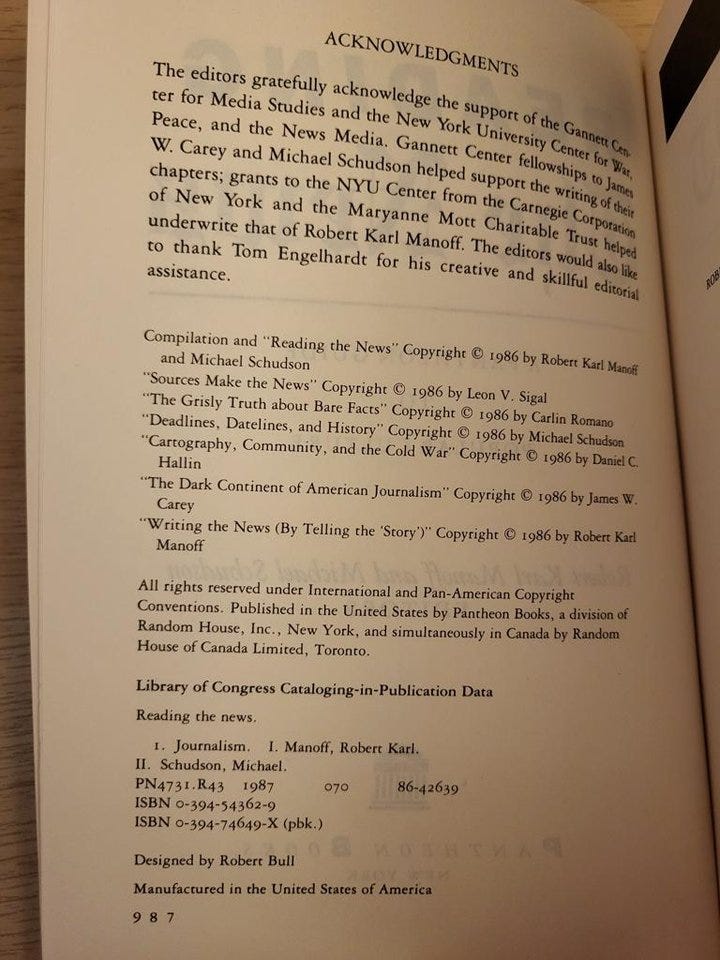 ACKNOWLEDGMENTS
The editors gratefully acknowledge the support of the Gannett Cen-
ter for Media Studies and the New York University Center for War,
Peace, and the News Media. Gannett Center fellowships to James
W. Carey and Michael Schudson helped support the writing of their
chapters; grants to the NYU Center from the Carnegie Corporation
of New York and the Maryanne Mott Charitable Trust helped
underwrite that of Robert Karl Manoff. The editors would also like
to thank Tom Engelhardt for his creative and skillful editorial
assistance.
Compilation and "Reading the News" Copyright © 1986 by Robert Karl Manoff
and Michael Schudson
"Sources Make the News" Copyright © 1986 by Leon V. Sigal
"The Grisly Truth about Bare Facts" Copyright © 1986 by Carlin Romano
"Deadlines, Datelines, and History" Copyright © 1986 by Michael Schudson
"Cartography, Community, and the Cold War" Copyright © 1986 by Daniel C.
Hallin
"The Dark Continent of American Journalism" Copyright © 1986 by James W.
Carey
"Writing the News (By Telling the 'Story')" Copyright © 1986 by Robert Karl
Manoff
All rights reserved under International and Pan-American Copyright
Conventions. Published in the United States by Pantheon Books, a division of
Random House, Inc., New York, and simultaneously in Canada by Random
House of Canada Limited, Toronto.
Library of Congress Cataloging-in-Publication Data
Reading the news.
1. Journalism. I. Manoff, Robert Karl.
II. Schudson, Michael.
PN4731.R43 1987 070 86-42639
ISBN 0-394-54362-9
ISBN 0-394-74649-X (pbk.)
Designed by Robert Bull
Manufactured in the United States of America
9 8 7